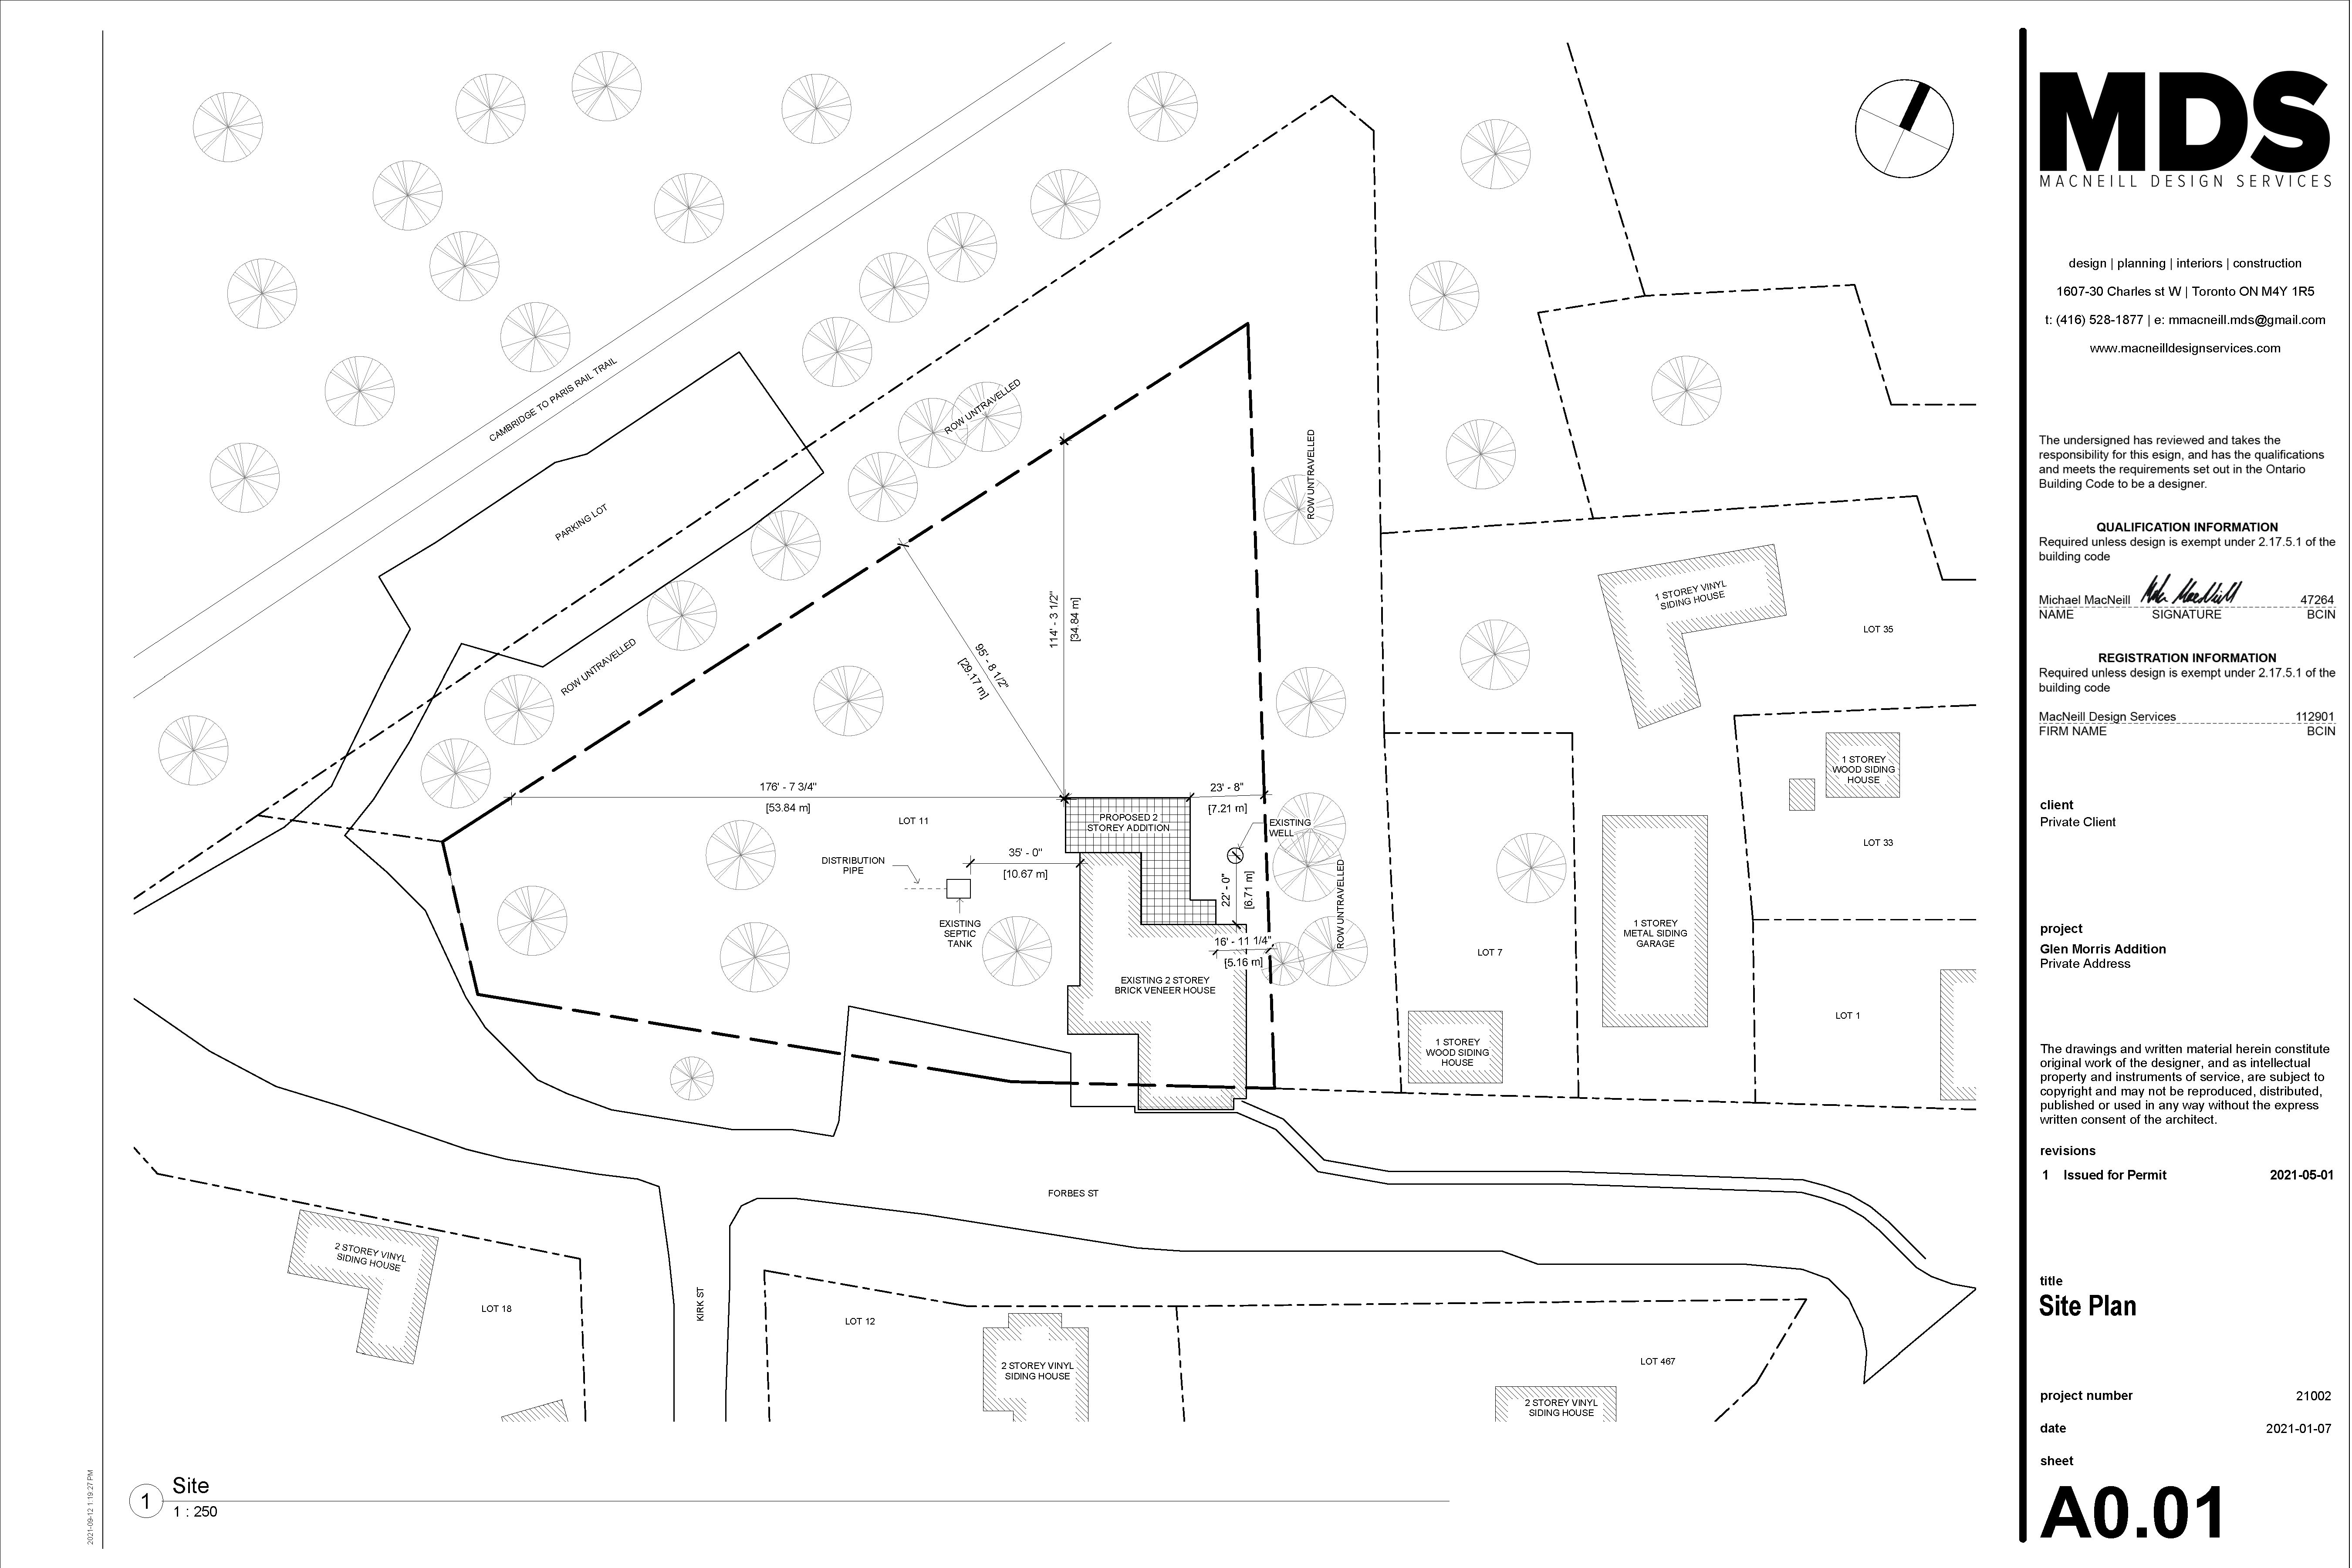 CAMBRIDGE TO PARIS RAIL TRAIL
PARKING LOT
ROW UNTRAVELLED
ROW UNTRAVELLED
ROW UNTRAVELLED
ROW UNTRAVELLED
114' - 3 1/2"
[34.84 m]
95' - 8 1/2"
[29.17 m]
176' - 7 3/4"
[53.84 m]
23' - 8"
[7.21 m]
LOT 11
PROPOSED 2
STOREY ADDITION
EXISTING
WELL
DISTRIBUTION
PIPE
35' - 0"
[10.67 m]
22' - 0"
[6.71 m]
EXISTING
SEPTIC
TANK
16' - 11 1/4"
[5.16 m]
EXISTING 2 STOREY
BRICK VENEER HOUSE
1 STOREY VINYL
SIDING HOUSE
LOT 35
1 STOREY
WOOD SIDING
HOUSE
LOT 33
1 STOREY
METAL SIDING
GARAGE
LOT 7
LOT 1
1 STOREY
WOOD SIDING
HOUSE
FORBES ST
KIRK ST
2 STOREY VINYL
SIDING HOUSE
LOT 18
LOT 12
2 STOREY VINYL
SIDING HOUSE
LOT 467
2 STOREY VINYL
SIDING HOUSE
1
Site
1 : 250
2021-09-12 1:19:27 PM
MDS
MACNEILL DESIGN SERVICES
design | planning | interiors | construction
1607-30 Charles st W | Toronto ON M4Y 1R5
t: (416) 528-1877 | e: mmacneill.mds@gmail.com
www.macneilldesignservices.com
The undersigned has reviewed and takes the
responsibility for this esign, and has the qualifications
and meets the requirements set out in the Ontario
Building Code to be a designer.
QUALIFICATION INFORMATION
Required unless design is exempt under 2.17.5.1 of the
building code
Michael MacNeill Mike MacNeill 47264
NAME SIGNATURE BCIN
REGISTRATION INFORMATION
Required unless design is exempt under 2.17.5.1 of the
building code
MacNeill Design Services 112901
FIRM NAME BCIN
client
Private Client
project
Glen Morris Addition
Private Address
The drawings and written material herein constitute
original work of the designer, and as intellectual
property and instruments of service, are subject to
copyright and may not be reproduced, distributed,
published or used in any way without the express
written consent of the architect.
revisions
1 Issued for Permit 2021-05-01
title
Site Plan
project number 21002
date 2021-01-07
sheet
A0.01